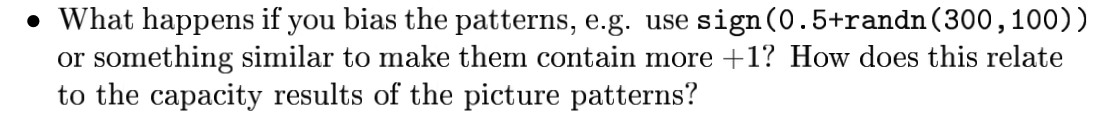 • What happens if you bias the patterns, e.g. use sign(0.5+randn(300,100))
or something similar to make them contain more +1? How does this relate
to the capacity results of the picture patterns?